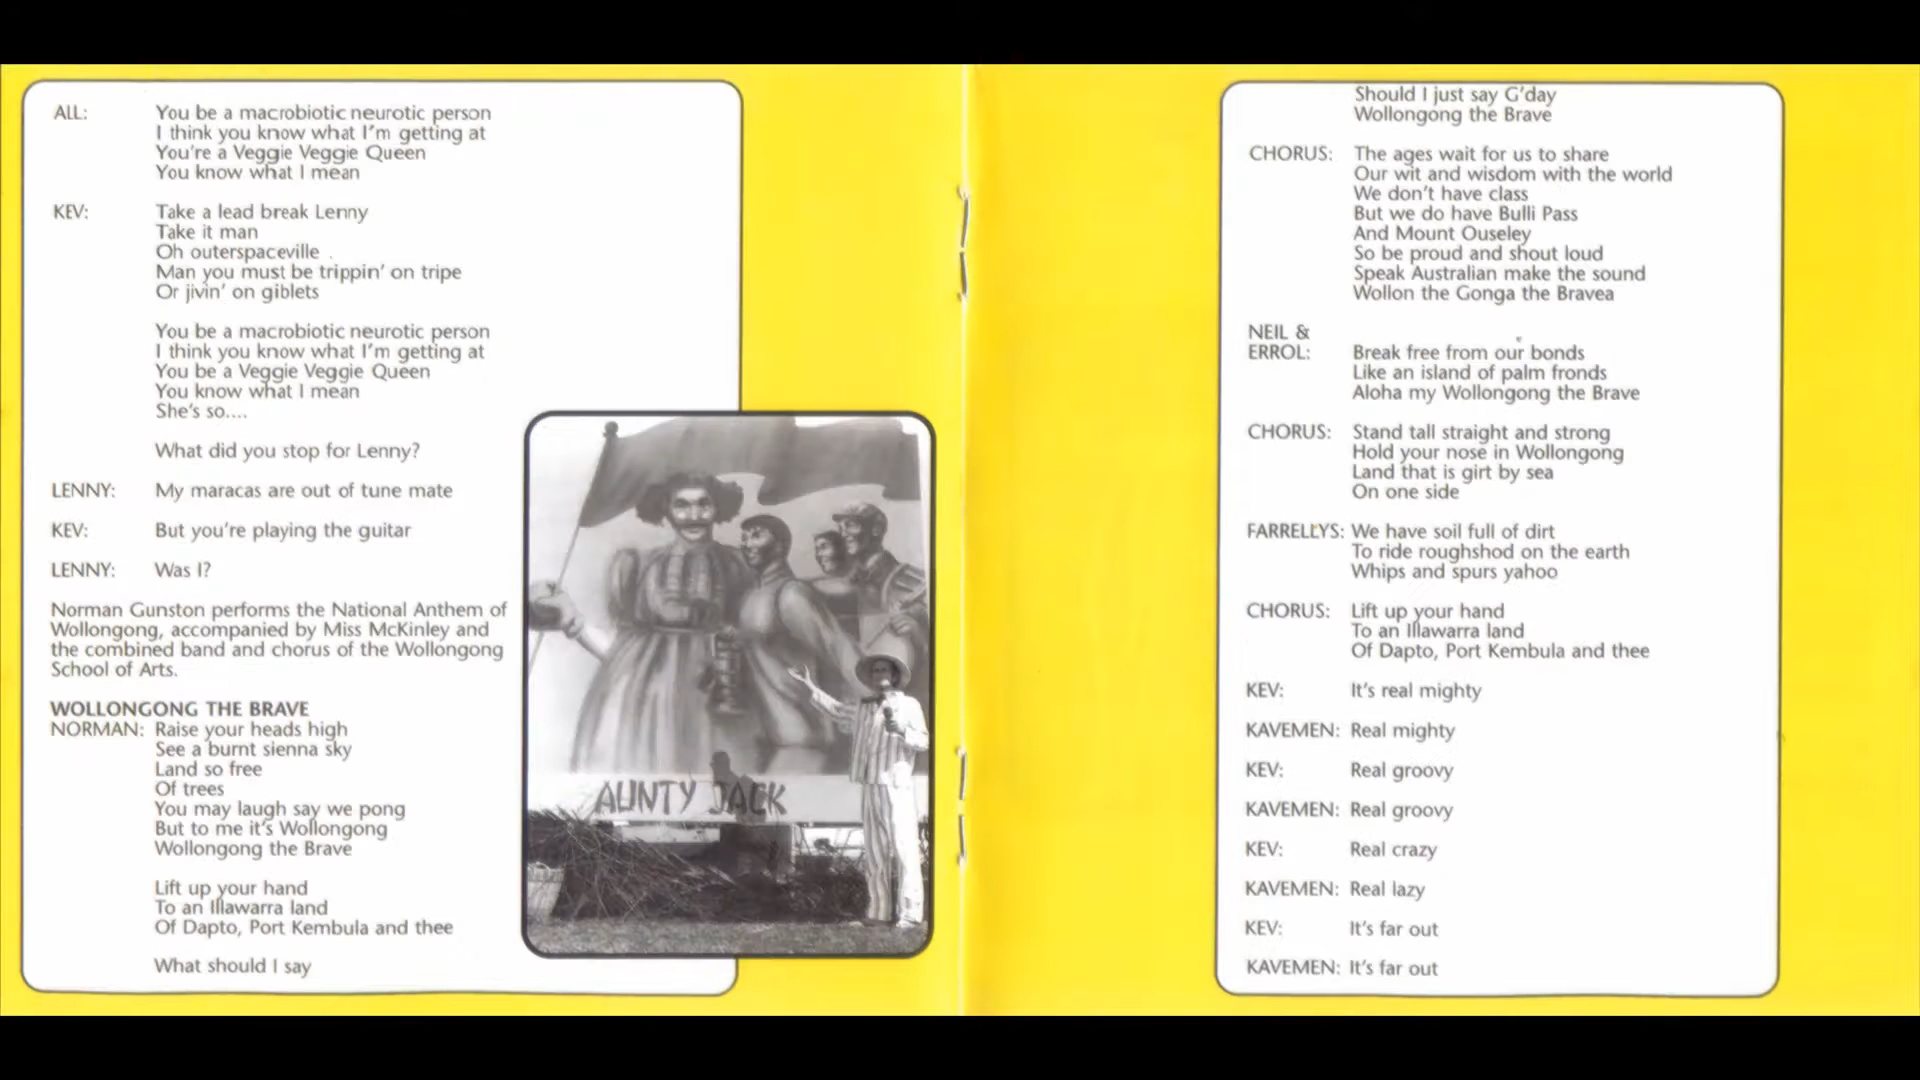 ALL: You be a macrobiotic neurotic person
I think you know what I'm getting at
You're a Veggie Veggie Queen
You know what I mean
KEV: Take a lead break Lenny
Take it man
Oh outerspaceville
Man you must be trippin' on tripe
Or jivin' on giblets
You be a macrobiotic neurotic person
I think you know what I'm getting at
You be a Veggie Veggie Queen
You know what I mean
She's so....
What did you stop for Lenny?
LENNY: My maracas are out of tune mate
KEV: But you're playing the guitar
LENNY: Was I?
Norman Gunston performs the National Anthem of
Wollongong, accompanied by Miss McKinley and
the combined band and chorus of the Wollongong
School of Arts.
WOLLONGONG THE BRAVE
NORMAN: Raise your heads high
See a burnt sienna sky
Land so free
Of trees
You may laugh say we pong
But to me it's Wollongong
Wollongong the Brave
Lift up your hand
To an Illawarra land
Of Dapto, Port Kembula and thee
What should I say
AUNTY JACK
Should I just say G'day
Wollongong the Brave
CHORUS: The ages wait for us to share
Our wit and wisdom with the world
We don't have class
But we do have Bulli Pass
And Mount Ouseley
So be proud and shout loud
Speak Australian make the sound
Wollon the Gonga the Bravea
NEIL &
ERROL: Break free from our bonds
Like an island of palm fronds
Aloha my Wollongong the Brave
CHORUS: Stand tall straight and strong
Hold your nose in Wollongong
Land that is girt by sea
On one side
FARRELLYS: We have soil full of dirt
To ride roughshod on the earth
Whips and spurs yahoo
CHORUS: Lift up your hand
To an Illawarra land
Of Dapto, Port Kembula and thee
KEV: It's real mighty
KAVEMEN: Real mighty
KEV: Real groovy
KAVEMEN: Real groovy
KEV: Real crazy
KAVEMEN: Real lazy
KEV: It's far out
KAVEMEN: It's far out